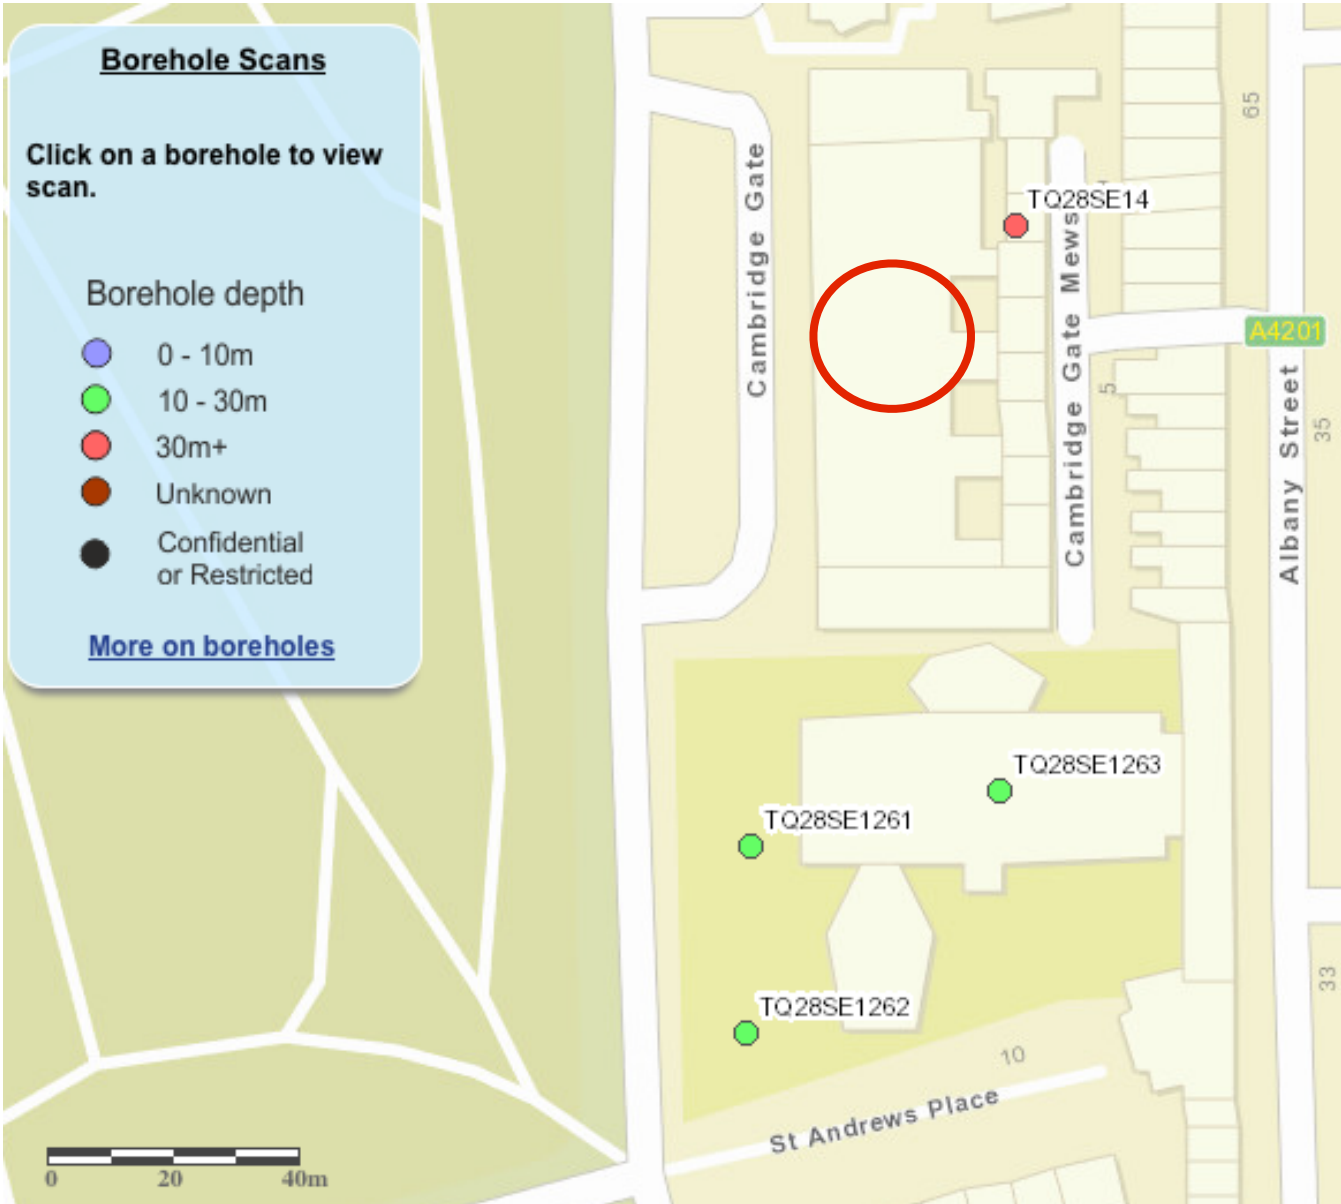 Borehole Scans
Click on a borehole to view
scan.
Borehole depth
0 - 10m
10 - 30m
30m+
Unknown
Confidential
or Restricted
More on boreholes
Cambridge Gate
Cambridge Gate Mews
TQ28SE14
65
A4201
5
Albany Street
35
TQ28SE1263
TQ28SE1261
TQ28SE1262
33
10
St Andrews Place
0 20 40m